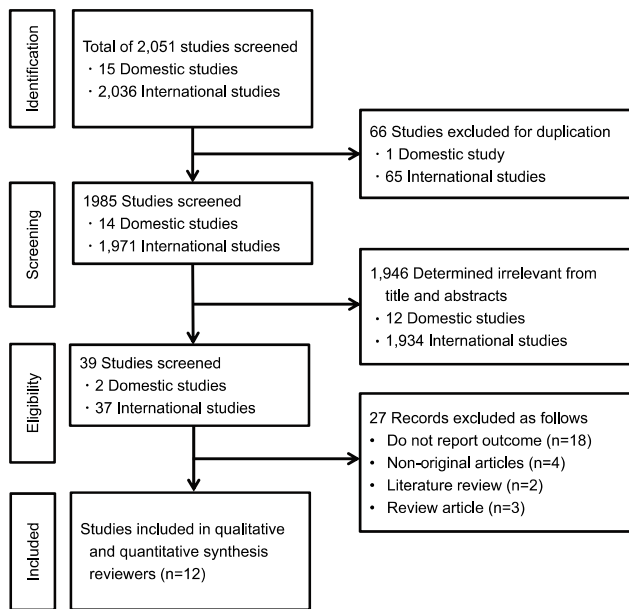 Identification
Total of 2,051 studies screened
・15 Domestic studies
・2,036 International studies
66 Studies excluded for duplication
・1 Domestic study
・65 International studies
Screening
1985 Studies screened
・14 Domestic studies
・1,971 International studies
1,946 Determined irrelevant from
title and abstracts
・12 Domestic studies
・1,934 International studies
Eligibility
39 Studies screened
・2 Domestic studies
・37 International studies
27 Records excluded as follows
• Do not report outcome (n=18)
• Non-original articles (n=4)
• Literature review (n=2)
• Review article (n=3)
Included
Studies included in qualitative
and quantitative synthesis
reviewers (n=12)